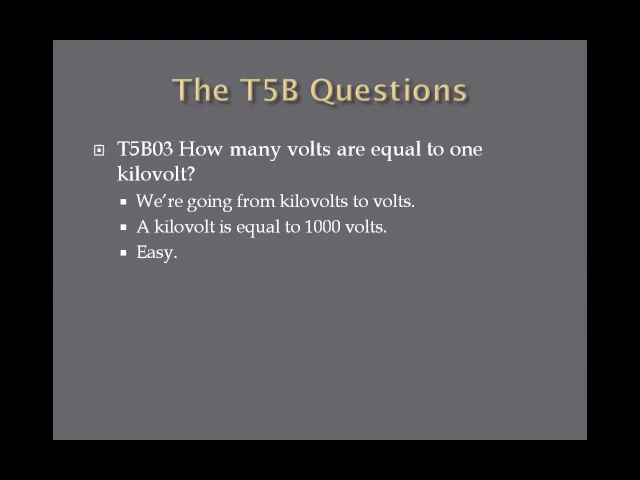 The T5B Questions
T5B03 How many volts are equal to one
kilovolt?
We're going from kilovolts to volts.
A kilovolt is equal to 1000 volts.
Easy.